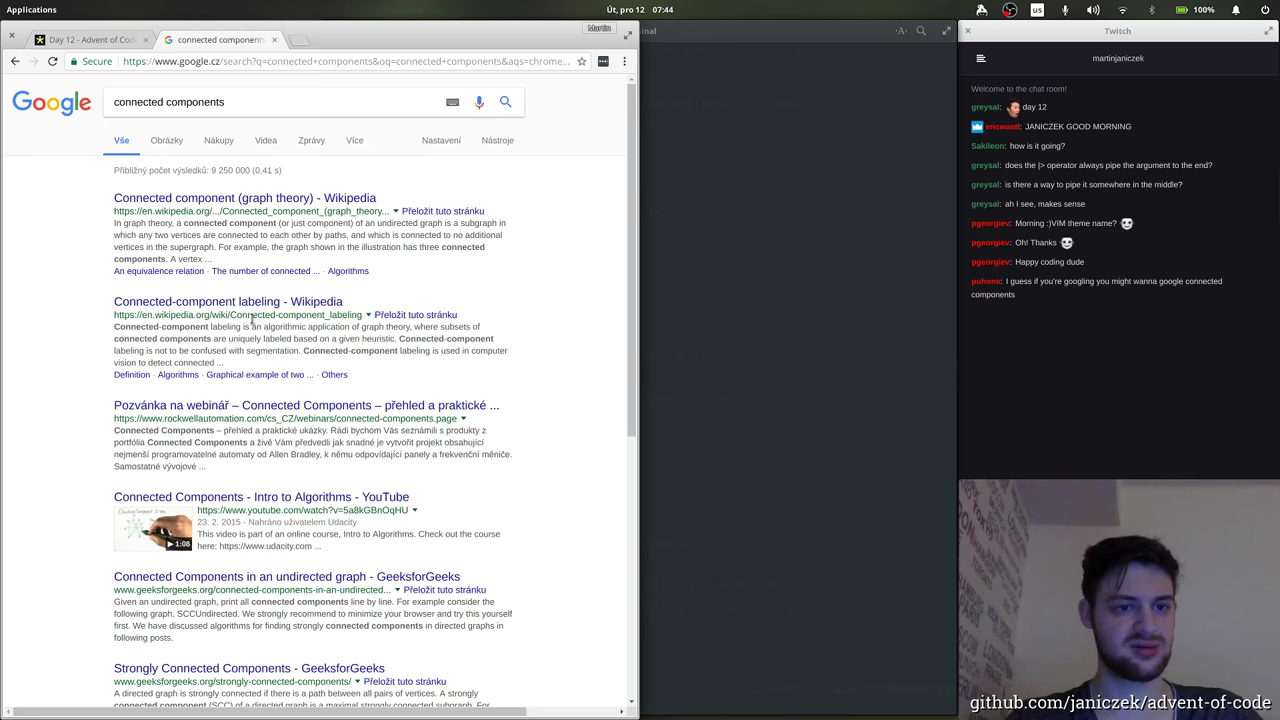 Applications
Út, pro 12 07:44
us
100%
Martin
Day 12 - Advent of Cod
connected components
minal
Twitch
Secure
https://www.google.cz/search?q=connected+components&oq=connected+components&aqs=chrome...
martinjaniczek
Google
connected components
Vše
Obrázky
Nákupy
Videa
Zprávy
Více
Nastavení
Nástroje
Přibližný počet výsledků: 9 250 000 (0,41 s)
Connected component (graph theory) - Wikipedia
https://en.wikipedia.org/.../Connected_component_(graph_theory... Přeložit tuto stránku
In graph theory, a connected component (or just component) of an undirected graph is a subgraph in
which any two vertices are connected to each other by paths, and which is connected to no additional
vertices in the supergraph. For example, the graph shown in the illustration has three connected
components. A vertex ...
An equivalence relation · The number of connected ... · Algorithms
Connected-component labeling - Wikipedia
https://en.wikipedia.org/wiki/Connected-component_labeling Přeložit tuto stránku
Connected-component labeling is an algorithmic application of graph theory, where subsets of
connected components are uniquely labeled based on a given heuristic. Connected-component
labeling is not to be confused with segmentation. Connected-component labeling is used in computer
vision to detect connected ...
Definition · Algorithms · Graphical example of two ... · Others
Pozvánka na webinář – Connected Components – přehled a praktické ...
https://www.rockwellautomation.com/cs_CZ/webinars/connected-components.page
Connected Components – přehled a praktické ukázky. Rádi bychom Vás seznámili s produkty z
portfólia Connected Components a živě Vám předvedli jak snadné je vytvořit projekt obsahující
nejmenší programovatelné automaty od Allen Bradley, k němu odpovídající panely a frekvenční měniče.
Samostatné vývojové ...
Connected Components - Intro to Algorithms - YouTube
https://www.youtube.com/watch?v=5a8kGBnOqHU
23. 2. 2015 - Nahráno uživatelem Udacity
This video is part of an online course, Intro to Algorithms. Check out the course
here: https://www.udacity.com ...
1:08
Connected Components in an undirected graph - GeeksforGeeks
www.geeksforgeeks.org/connected-components-in-an-undirected... Přeložit tuto stránku
Given an undirected graph, print all connected components line by line. For example consider the
following graph. SCCUndirected. We strongly recommend to minimize your browser and try this yourself
first. We have discussed algorithms for finding strongly connected components in directed graphs in
following posts.
Strongly Connected Components - GeeksforGeeks
www.geeksforgeeks.org/strongly-connected-components/ Přeložit tuto stránku
A directed graph is strongly connected if there is a path between all pairs of vertices. A strongly
connected component (SCC) of a directed graph is a maximal strongly connected subgraph. For
Welcome to the chat room!
greysal: day 12
ericwastl: JANICZEK GOOD MORNING
Sakileon: how is it going?
greysal: does the |> operator always pipe the argument to the end?
greysal: is there a way to pipe it somewhere in the middle?
greysal: ah I see, makes sense
pgeorgiev: Morning :)VIM theme name?
pgeorgiev: Oh! Thanks
pgeorgiev: Happy coding dude
puhone: I guess if you're googling you might wanna google connected
components
github.com/janiczek/advent-of-code